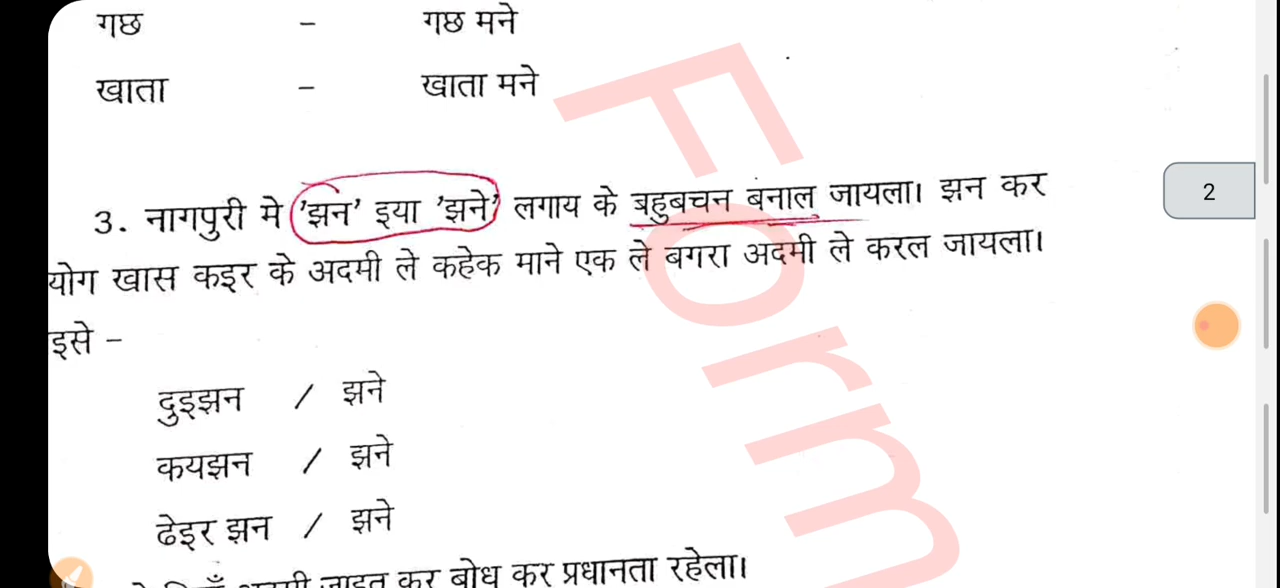 गछ - गछ मने
खाता - खाता मने
3. नागपुरी मे 'झन' इया 'झने' लगाय के बहुबचन बनाल जायला। झन कर
योग खास कइर के अदमी ले कहेक माने एक ले बगरा अदमी ले करल जायला।
इसे -
दुइझन / झने
कयझन / झने
ढेइर झन / झने
कर बोध कर प्रधानता रहेला।
2
Form